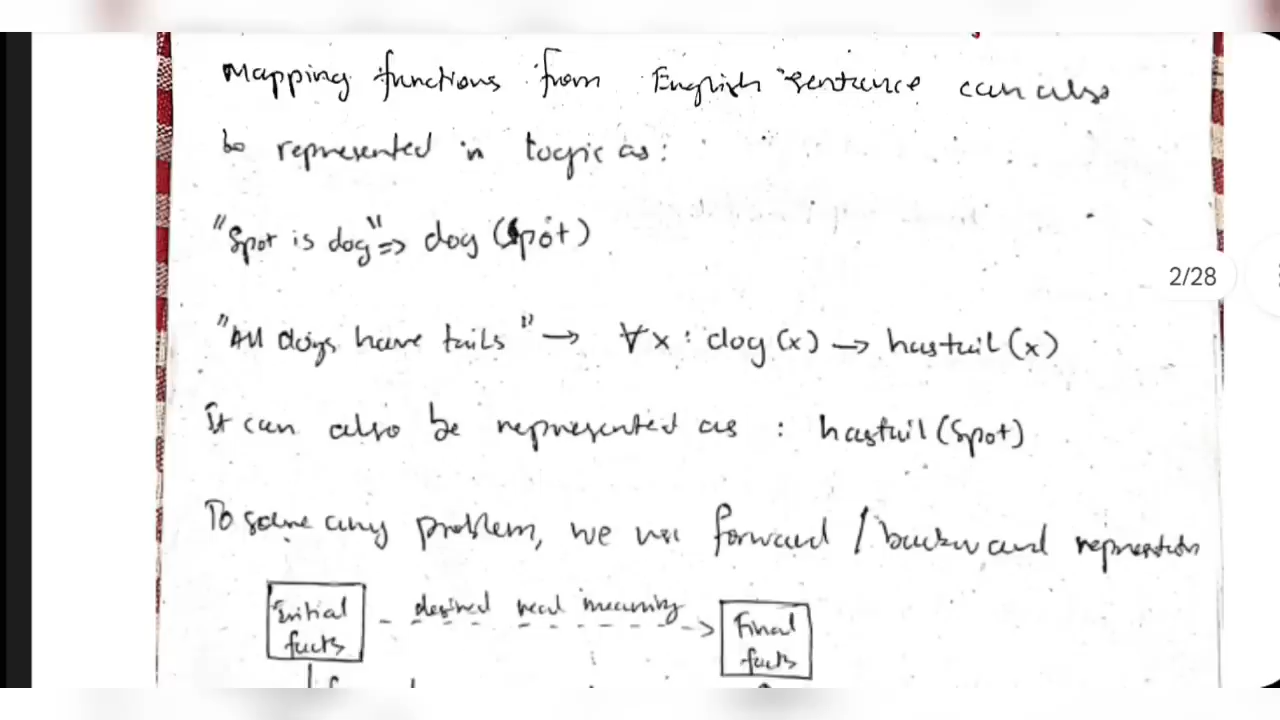 Mapping functions from English sentence can also
be represented in logic as:
"Spot is dog" => dog (Spot)
2/28
"All dogs have tails" → ∀x : dog (x) → hastail (x)
It can also be represented as : hastail (Spot)
To solve any problem, we use forward / backward representation
Initial facts
desired real meaning
Final facts